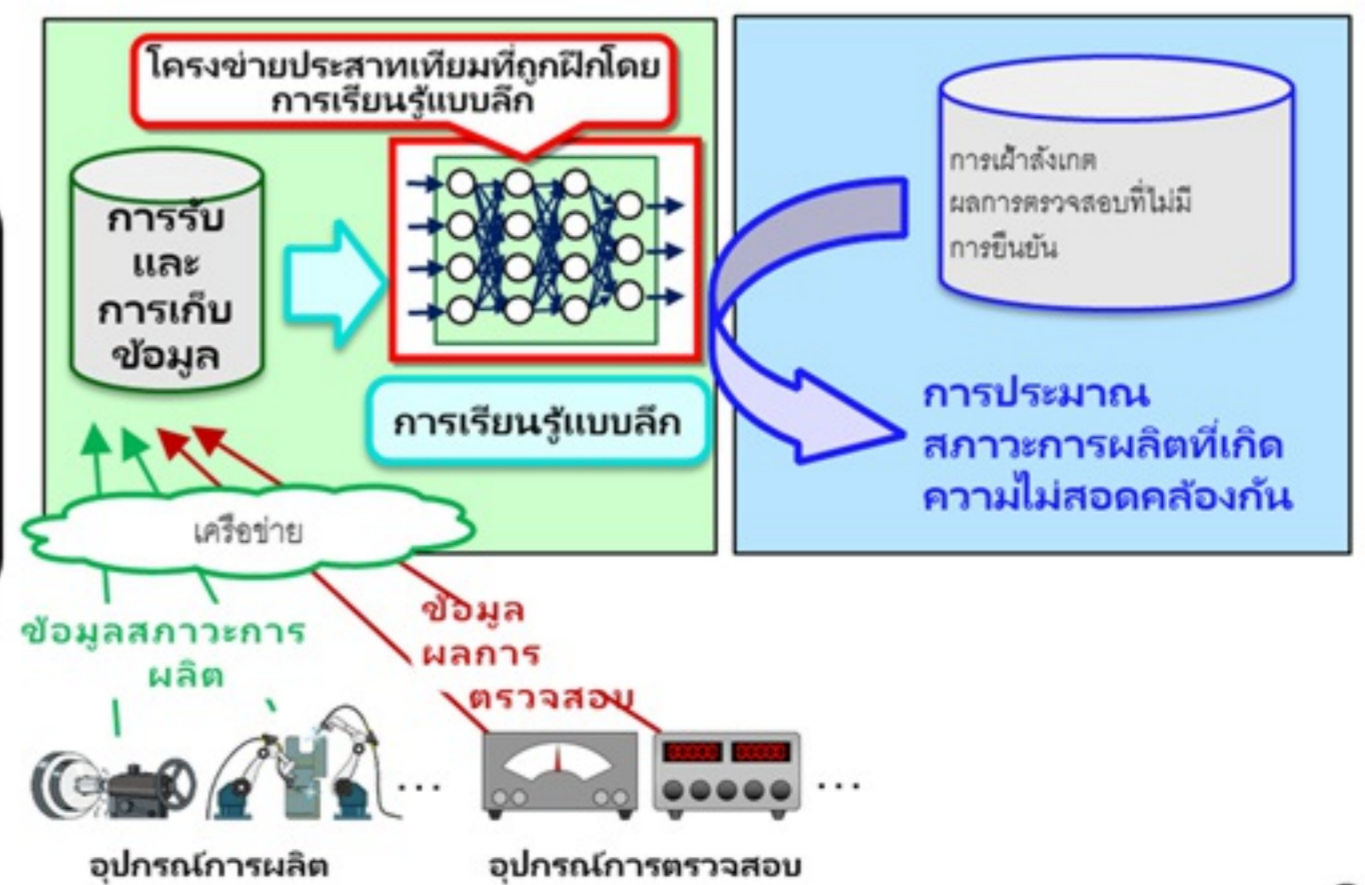 โครงข่ายประสาทเทียมที่ถูกฝึกโดย
การเรียนรู้แบบลึก
การรับ
และ
การเก็บ
ข้อมูล
การเรียนรู้แบบลึก
การเฝ้าสังเกต
ผลการตรวจสอบที่ไม่มี
การยืนยัน
การประมาณ
สภาวะการผลิตที่เกิด
ความไม่สอดคล้องกัน
เครือข่าย
ข้อมูลสภาวะการ
ผลิต
ข้อมูล
ผลการ
ตรวจสอบ
...
...
อุปกรณ์การผลิต
อุปกรณ์การตรวจสอบ